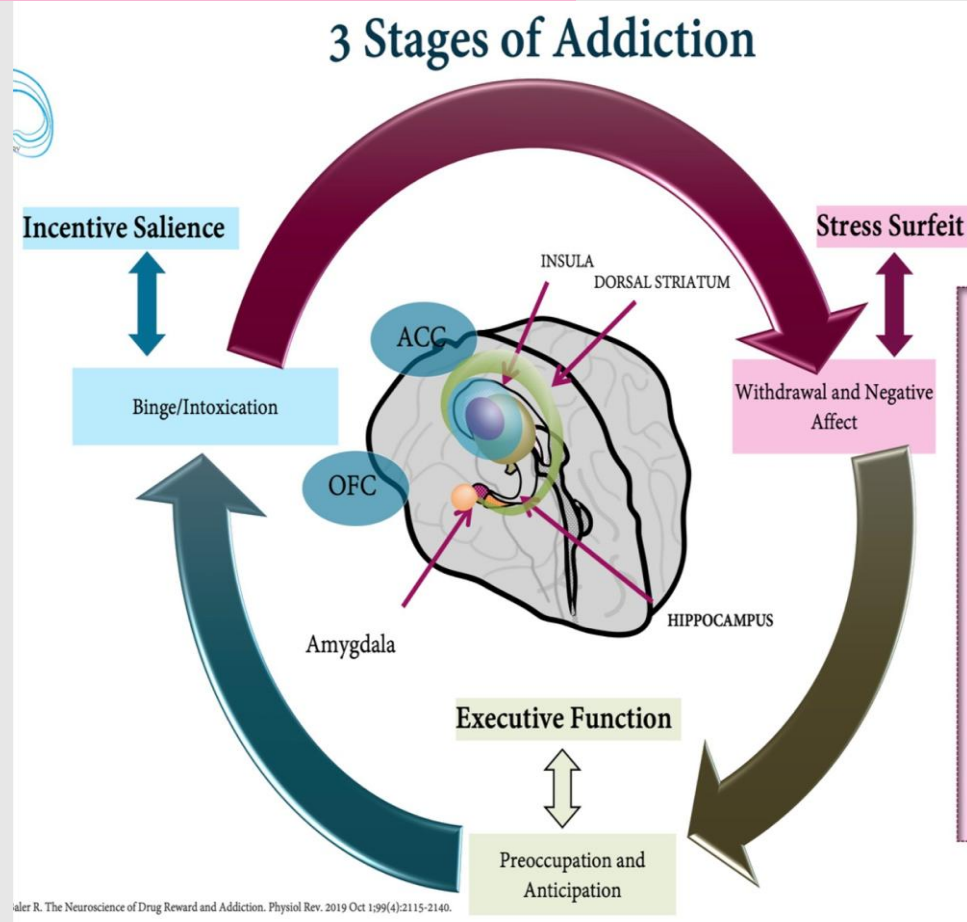 3 Stages of Addiction
Incentive Salience
Stress Surfeit
INSULA
DORSAL STRIATUM
ACC
Binge/Intoxication
Withdrawal and Negative
Affect
OFC
HIPPOCAMPUS
Amygdala
Executive Function
Preoccupation and
Anticipation
R. The Neuroscience of Drug Reward and Addiction. Physiol Rev. 2019 Oct 1;99(4):2115-2140.